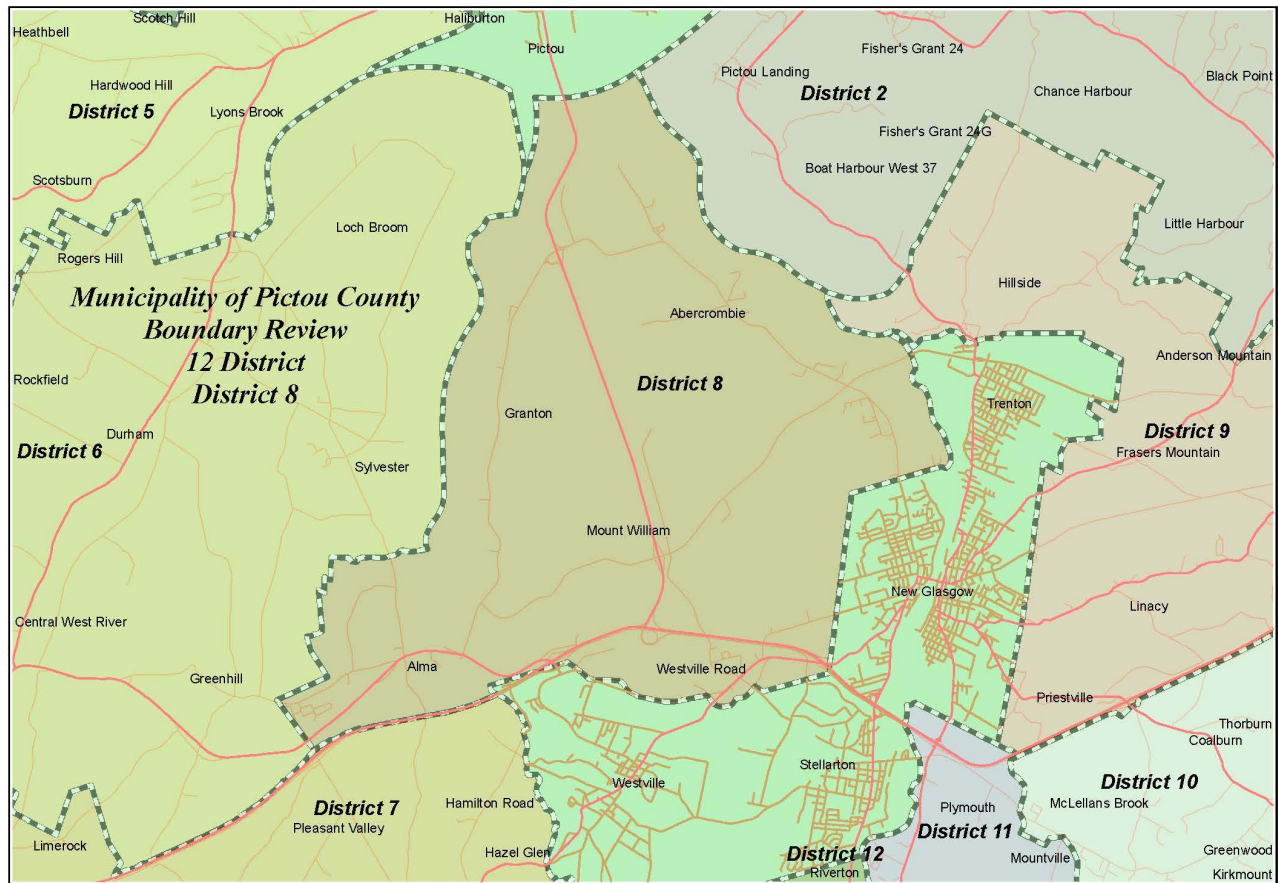 Scotch Hill
Haliburton
Heathbell
Pictou
Fisher's Grant 24
Pictou Landing
Black Point
Hardwood Hill
District 2
Chance Harbour
District 5
Lyons Brook
Fisher's Grant 24G
Boat Harbour West 37
Scotsburn
Loch Broom
Little Harbour
Rogers Hill
Hillside
Municipality of Pictou County
Boundary Review
12 District
District 8
Abercrombie
Anderson Mountain
Rockfield
District 8
Granton
Trenton
Durham
District 9
District 6
Frasers Mountain
Sylvester
Mount William
New Glasgow
Linacy
Central West River
Alma
Westville Road
Greenhill
Priestville
Thorburn
Coalburn
Stellarton
Westville
District 10
District 7
Hamilton Road
McLellans Brook
Plymouth
Pleasant Valley
District 11
Limerock
Hazel Glen
District 12
Mountville
Greenwood
Riverton
Kirkmount